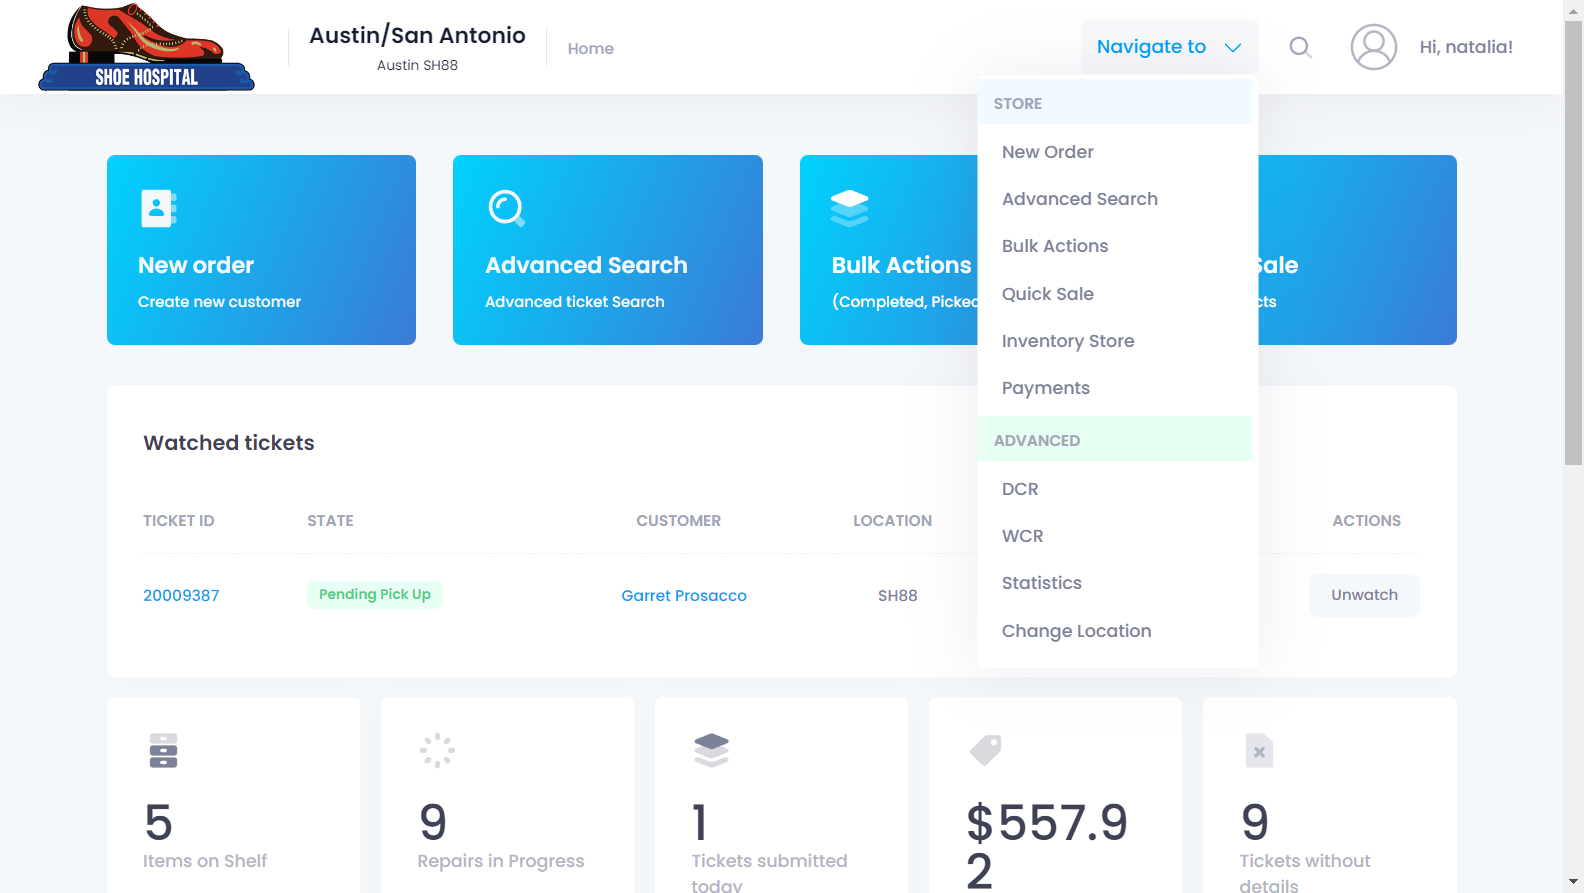 SHOE HOSPITAL
Austin/San Antonio
Austin SH88
Home
Navigate to
Hi, natalia!
STORE
New Order
Advanced Search
Bulk Actions
Quick Sale
Inventory Store
Payments
ADVANCED
DCR
WCR
Statistics
Change Location
New order
Create new customer
Advanced Search
Advanced ticket Search
Bulk Actions
(Completed,
Sale
Watched tickets
TICKET ID STATE CUSTOMER LOCATION ACTIONS
20009387 Pending Pick Up Garret Prosacco SH88 Unwatch
5
Items on Shelf
9
Repairs in Progress
1
Tickets submitted
today
$557.9
2
9
Tickets without
details